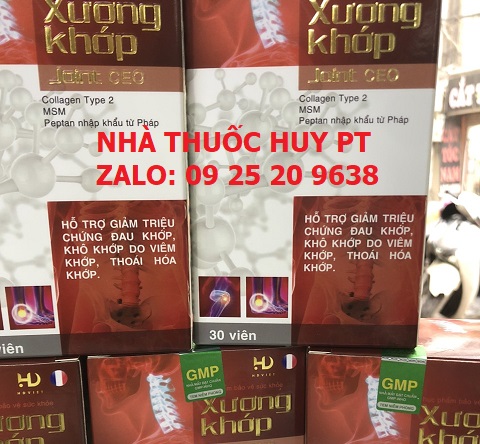 Xương
khớp
Joint CEO
Collagen Type 2
MSM
Peptan nhập khẩu từ Pháp
HỖ TRỢ GIẢM TRIỆU
CHỨNG ĐAU KHỚP,
KHÔ KHỚP DO VIÊM
KHỚP, THOÁI HÓA
KHỚP.
viên
Xương
khớp
Joint CEO
Collagen Type 2
MSM
Peptan nhập khẩu từ Pháp
NHÀ THUỐC HUY PT
ZALO: 09 25 20 9638
HỖ TRỢ GIẢM TRIỆU
CHỨNG ĐAU KHỚP,
KHÔ KHỚP DO VIÊM
KHỚP, THOÁI HÓA
KHỚP.
30 viên
HD
HDVIET
GMP
Xương
khớp
HD
HDVIET
GMP
Xương
khớp